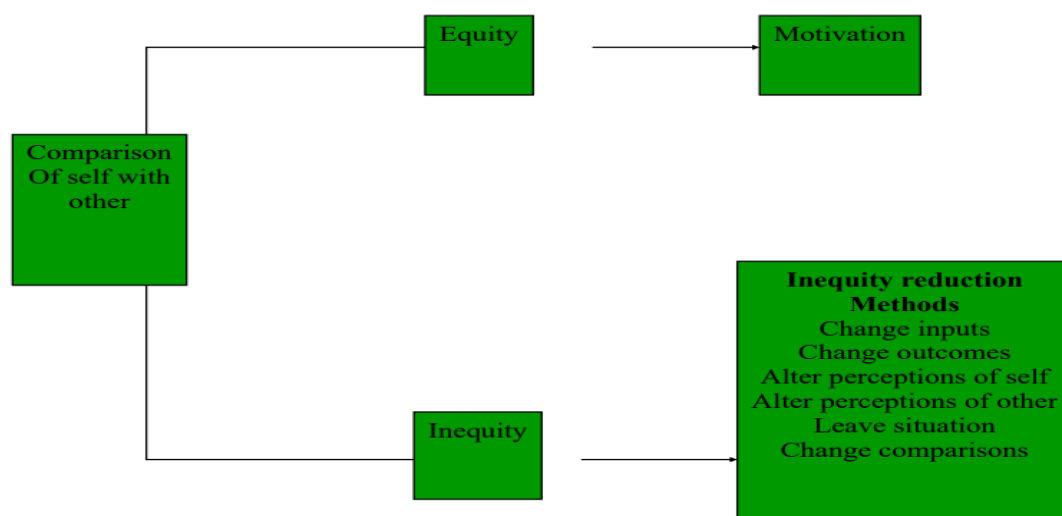 Equity
Motivation
Comparison
Of self with
other
Inequity reduction
Methods
Change inputs
Change outcomes
Alter perceptions of self
Alter perceptions of other
Leave situation
Change comparisons
Inequity